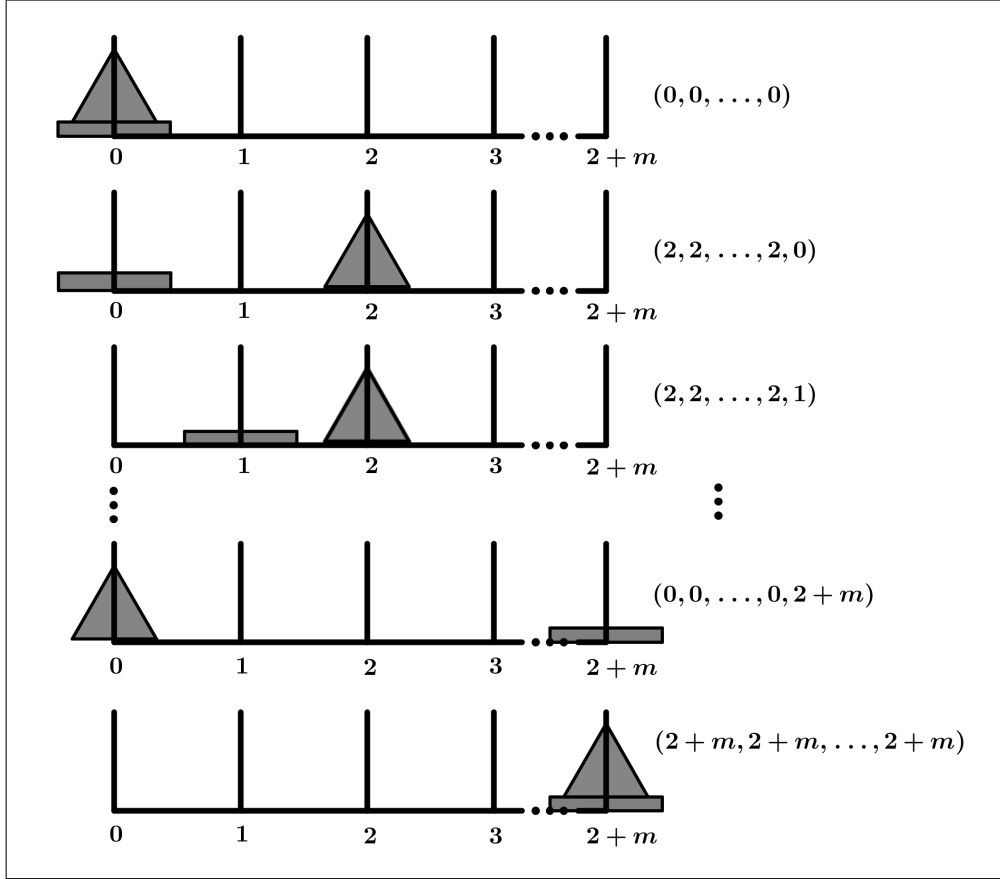 (0, 0, . . . , 0)
0 1 2 3 2 + m
(2, 2, . . . , 2, 0)
0 1 2 3 2 + m
(2, 2, . . . , 2, 1)
0 1 2 3 2 + m
(0, 0, . . . , 0, 2 + m)
0 1 2 3 2 + m
(2 + m, 2 + m, . . . , 2 + m)
0 1 2 3 2 + m